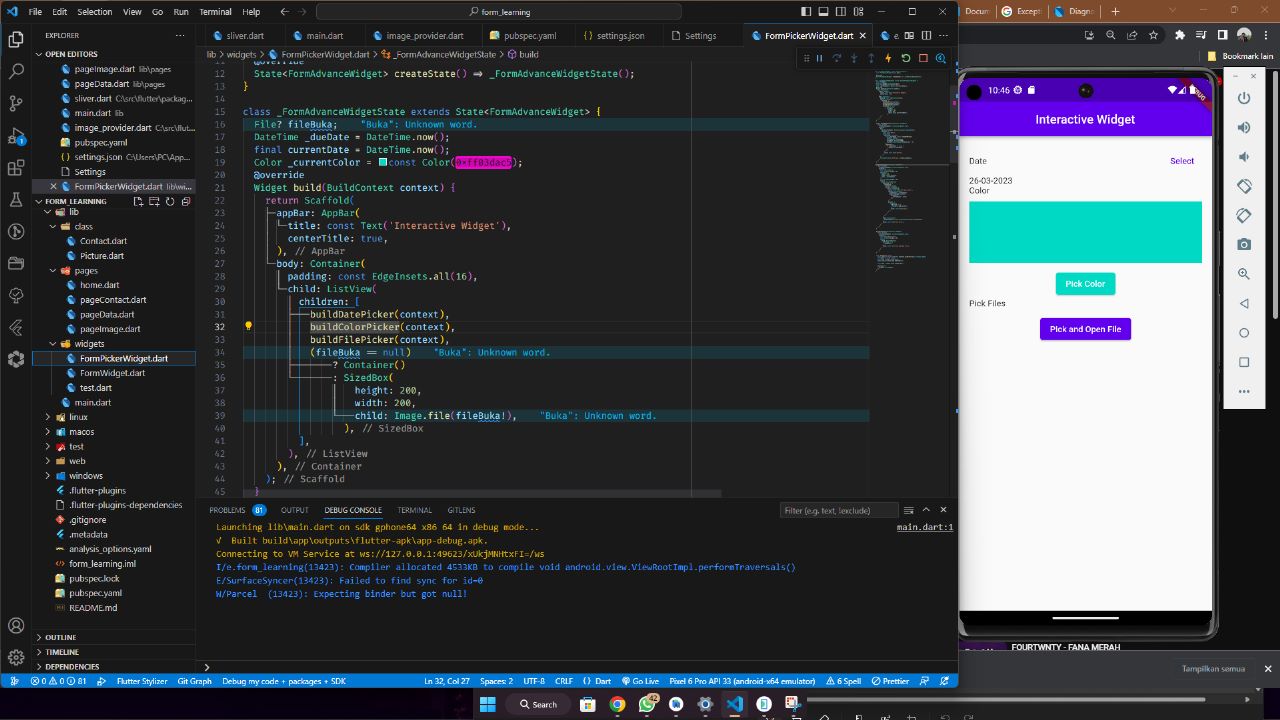 File Edit Selection View Go Run Terminal Help
form_learning
EXPLORER
OPEN EDITORS
pageImage.dart lib\pages
pageData.dart lib\pages
sliver.dart C:\src\flutter\package...
main.dart lib
image_provider.dart C:\src\flut...
pubspec.yaml
settings.json C:\Users\PC\App...
Settings
FormPickerWidget.dart lib\wi...
FORM_LEARNING
lib
class
Contact.dart
Picture.dart
pages
home.dart
pageContact.dart
pageData.dart
pageImage.dart
widgets
FormPickerWidget.dart
FormWidget.dart
test.dart
main.dart
linux
macos
test
web
windows
.flutter-plugins
.flutter-plugins-dependencies
.gitignore
.metadata
analysis_options.yaml
form_learning.iml
pubspec.lock
pubspec.yaml
README.md
OUTLINE
TIMELINE
DEPENDENCIES
sliver.dart main.dart image_provider.dart pubspec.yaml settings.json Settings FormPickerWidget.dart
lib > widgets > FormPickerWidget.dart > _FormAdvanceWidgetState > build
11 @override
12 State<FormAdvanceWidget> createState() => _FormAdvanceWidgetState();
13 }
14
15 class _FormAdvanceWidgetState extends State<FormAdvanceWidget> {
16 File? fileBuka; "Buka": Unknown word.
17 DateTime _dueDate = DateTime.now();
18 final currentDate = DateTime.now();
19 Color _currentColor = const Color(0xff03dac5);
20 @override
21 Widget build(BuildContext context) {
22 return Scaffold(
23 appBar: AppBar(
24 title: const Text('Interactive Widget'),
25 centerTitle: true,
26 ), // AppBar
27 body: Container(
28 padding: const EdgeInsets.all(16),
29 child: ListView(
30 children: [
31 buildDatePicker(context),
32 buildColorPicker(context),
33 buildFilePicker(context),
34 (fileBuka == null) "Buka": Unknown word.
35 ? Container()
36 : SizedBox(
37 height: 200,
38 width: 200,
39 child: Image.file(fileBuka!), "Buka": Unknown word.
40 ), // SizedBox
41 ],
42 ), // ListView
43 ), // Container
44 ); // Scaffold
45 }
PROBLEMS 81 OUTPUT DEBUG CONSOLE TERMINAL GITLENS
Filter (e.g. text, !exclude)
Launching lib\main.dart on sdk gphone64 x86 64 in debug mode...
main.dart:1
√ Built build\app\outputs\flutter-apk\app-debug.apk.
Connecting to VM Service at ws://127.0.0.1:49623/xUkjMNHtxFI=/ws
I/e.form_learning(13423): Compiler allocated 4533KB to compile void android.view.ViewRootImpl.performTraversals()
E/SurfaceSyncer(13423): Failed to find sync for id=0
W/Parcel (13423): Expecting binder but got null!
0 0 81 Flutter Stylizer Git Graph Debug my code + packages + SDK
Ln 32, Col 27 Spaces: 2 UTF-8 CRLF {} Dart Go Live Pixel 6 Pro API 33 (android-x64 emulator) 6 Spell Prettier
Docum Except Diagno
Bookmark lain
10:46
Interactive Widget
Date
Select
26-03-2023
Color
Pick Color
Pick Files
Pick and Open File
FOURTWNTY - FANA MERAH
Tampilkan semua
Search
42